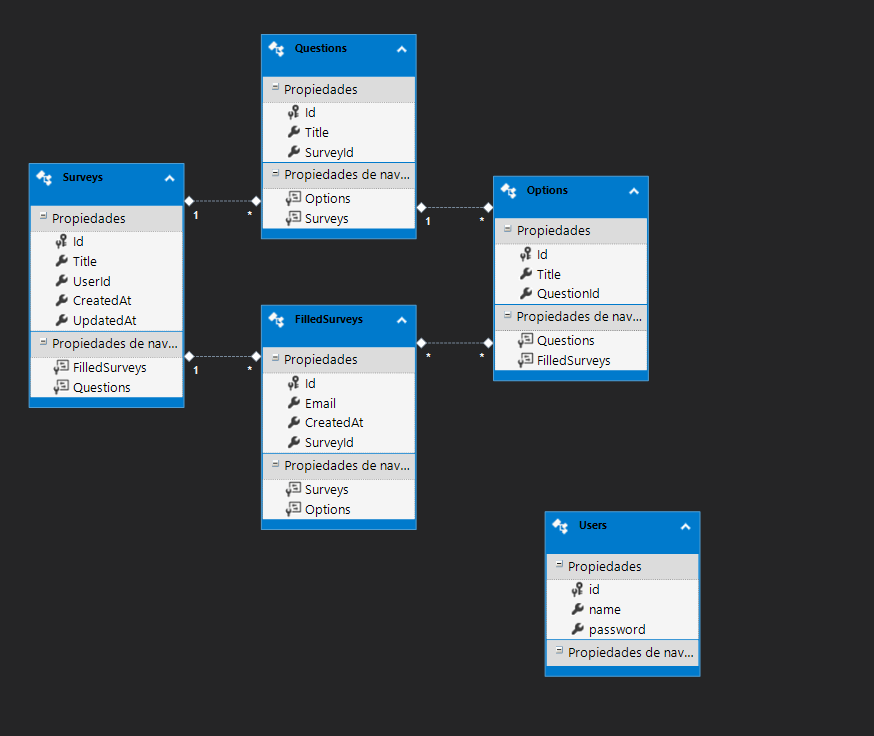 Questions
Propiedades
Id
Title
SurveyId
Propiedades de nav...
Options
Surveys
Surveys
Propiedades
Id
Title
UserId
CreatedAt
UpdatedAt
Propiedades de nav...
FilledSurveys
Questions
1
*
1
*
Options
Propiedades
Id
Title
QuestionId
Propiedades de nav...
Questions
FilledSurveys
1
*
*
*
FilledSurveys
Propiedades
Id
Email
CreatedAt
SurveyId
Propiedades de nav...
Surveys
Options
Users
Propiedades
id
name
password
Propiedades de nav...